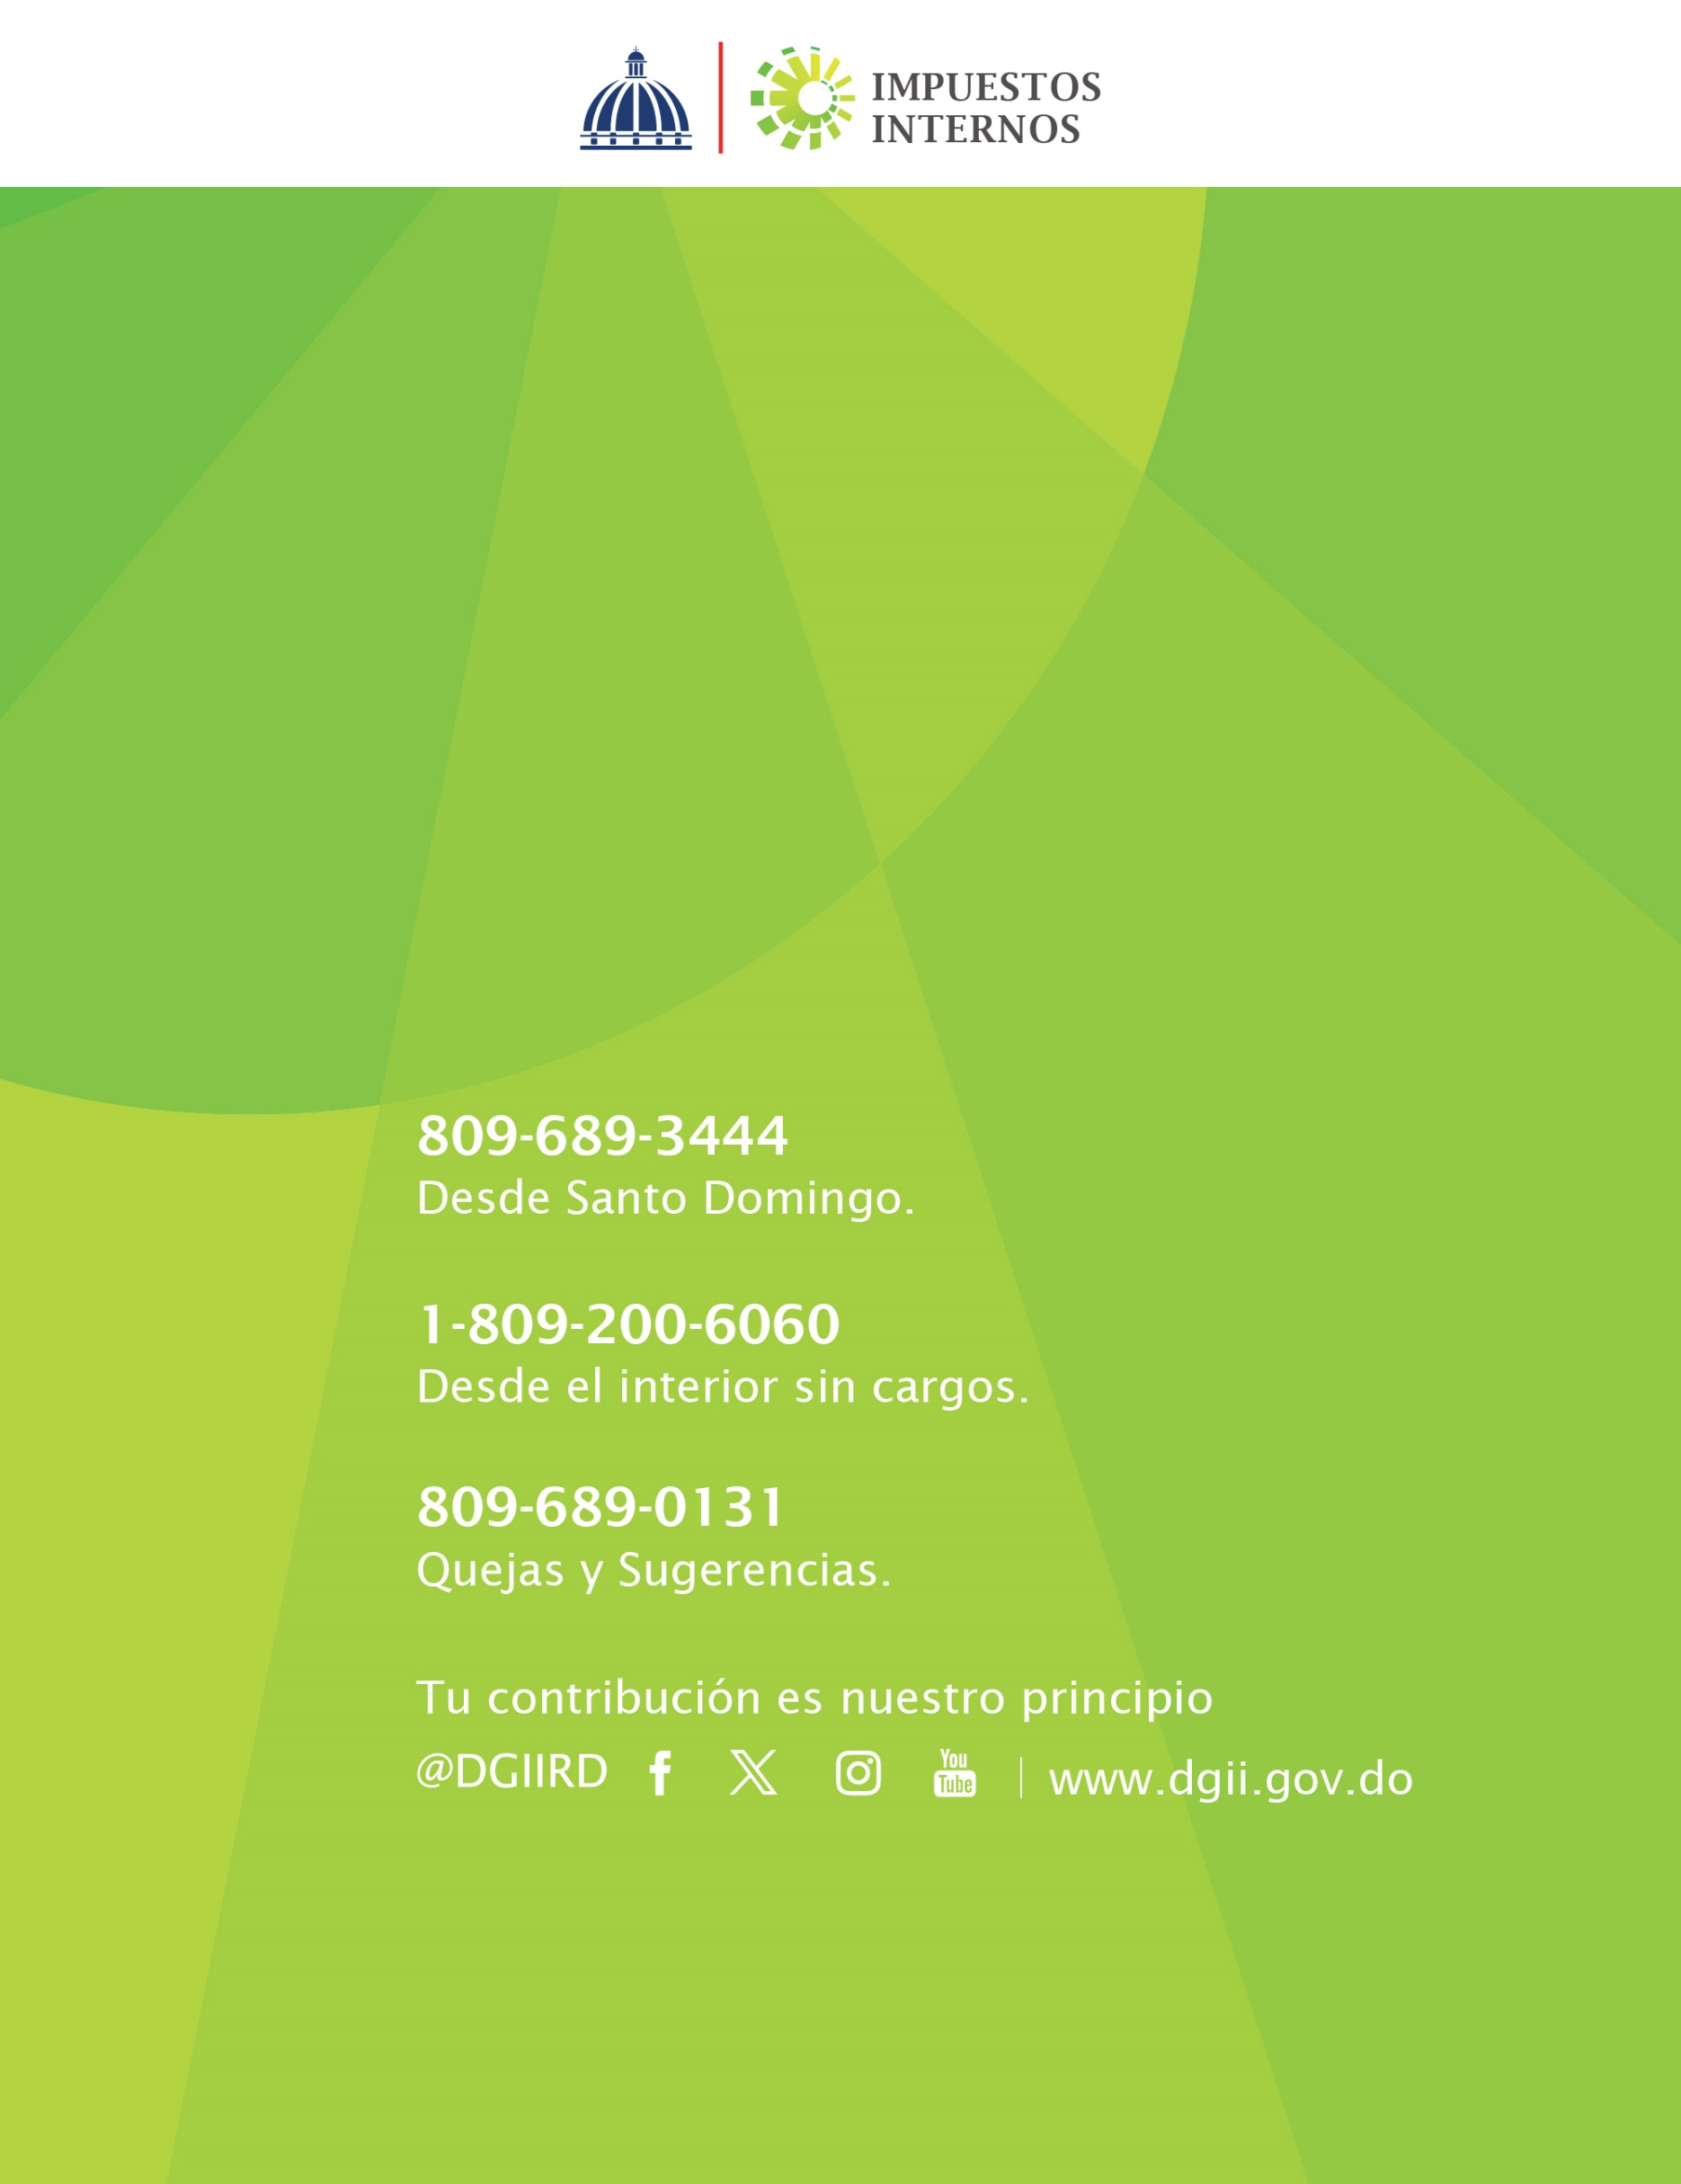 IMPUESTOS
INTERNOS
809-689-3444
Desde Santo Domingo.
1-809-200-6060
Desde el interior sin cargos.
809-689-0131
Quejas y Sugerencias.
Tu contribución es nuestro principio
@DGIIRD You Tube | www.dgii.gov.do